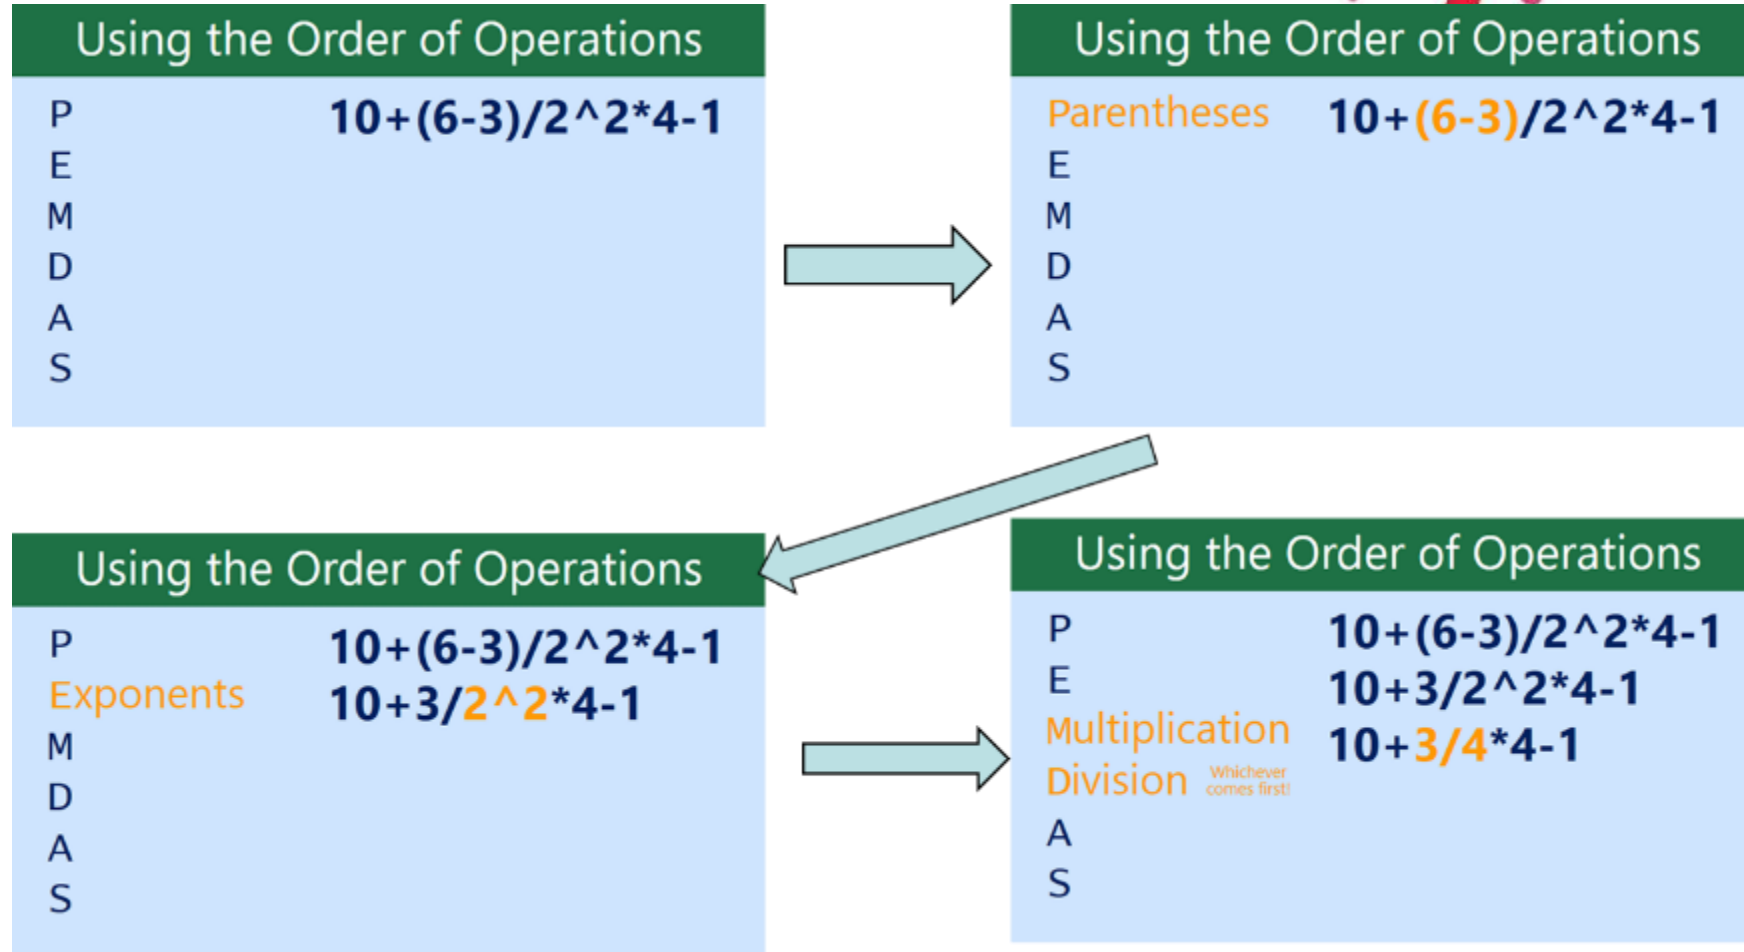 Using the Order of Operations
P 10+(6-3)/2^2*4-1
E
M
D
A
S
Using the Order of Operations
Parentheses 10+(6-3)/2^2*4-1
E
M
D
A
S
Using the Order of Operations
P 10+(6-3)/2^2*4-1
Exponents 10+3/2^2*4-1
M
D
A
S
Using the Order of Operations
P 10+(6-3)/2^2*4-1
E 10+3/2^2*4-1
Multiplication 10+3/4*4-1
Division Whichever
comes first!
A
S